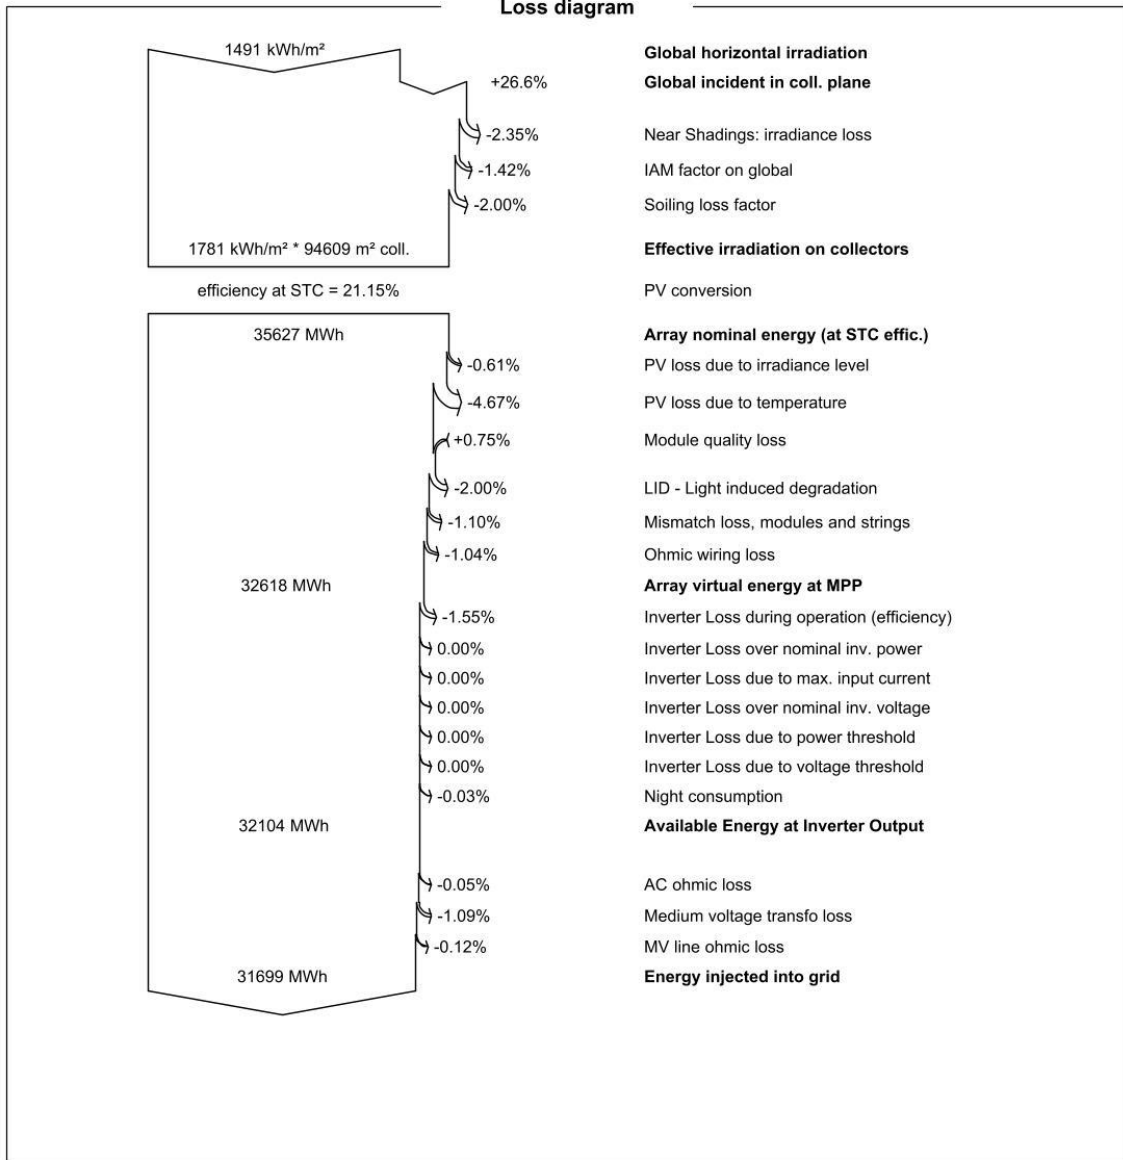 Loss diagram
1491 kWh/m² Global horizontal irradiation
+26.6% Global incident in coll. plane
-2.35% Near Shadings: irradiance loss
-1.42% IAM factor on global
-2.00% Soiling loss factor
1781 kWh/m² * 94609 m² coll. Effective irradiation on collectors
efficiency at STC = 21.15% PV conversion
35627 MWh Array nominal energy (at STC effic.)
-0.61% PV loss due to irradiance level
-4.67% PV loss due to temperature
+0.75% Module quality loss
-2.00% LID - Light induced degradation
-1.10% Mismatch loss, modules and strings
-1.04% Ohmic wiring loss
32618 MWh Array virtual energy at MPP
-1.55% Inverter Loss during operation (efficiency)
0.00% Inverter Loss over nominal inv. power
0.00% Inverter Loss due to max. input current
0.00% Inverter Loss over nominal inv. voltage
0.00% Inverter Loss due to power threshold
0.00% Inverter Loss due to voltage threshold
-0.03% Night consumption
32104 MWh Available Energy at Inverter Output
-0.05% AC ohmic loss
-1.09% Medium voltage transfo loss
-0.12% MV line ohmic loss
31699 MWh Energy injected into grid